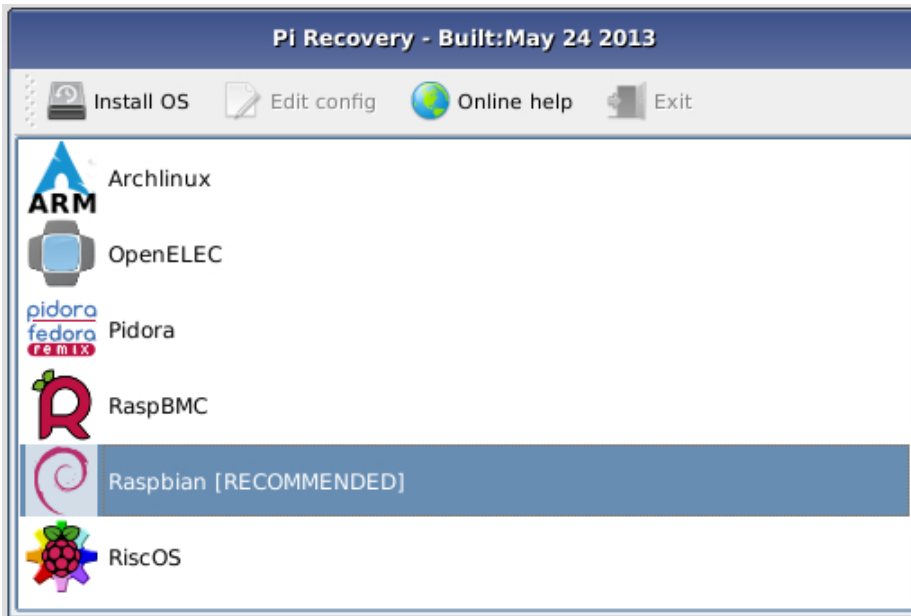 Pi Recovery - Built:May 24 2013
Install OS Edit config Online help Exit
ARM Archlinux
OpenELEC
pidora
fedora
remix
Pidora
RaspBMC
Raspbian [RECOMMENDED]
RiscOS